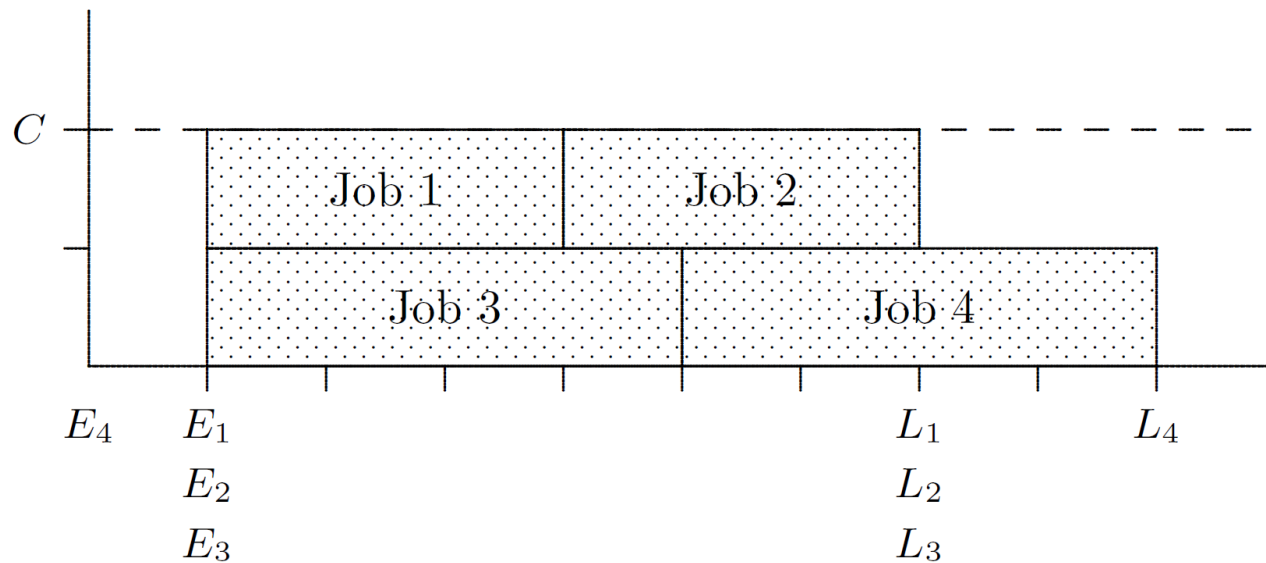 C
Job 1 Job 2
Job 3 Job 4
E₄ E₁ L₁ L₄
E₂ L₂
E₃ L₃